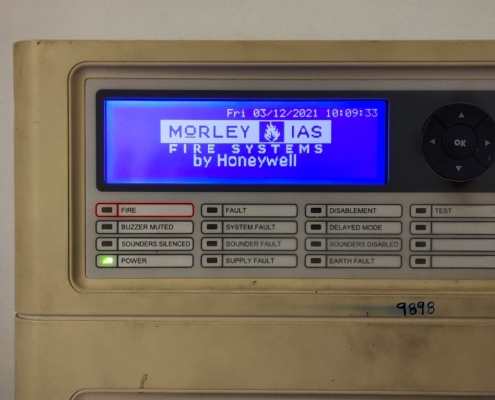 Fri 03/12/2021 10:09:33
MORLEY IAS
FIRE SYSTEMS
by Honeywell
OK
FIRE FAULT DISABLEMENT TEST
BUZZER MUTED SYSTEM FAULT DELAYED MODE
SOUNDERS SILENCED SOUNDER FAULT SOUNDERS DISABLED
POWER SUPPLY FAULT EARTH FAULT
9898